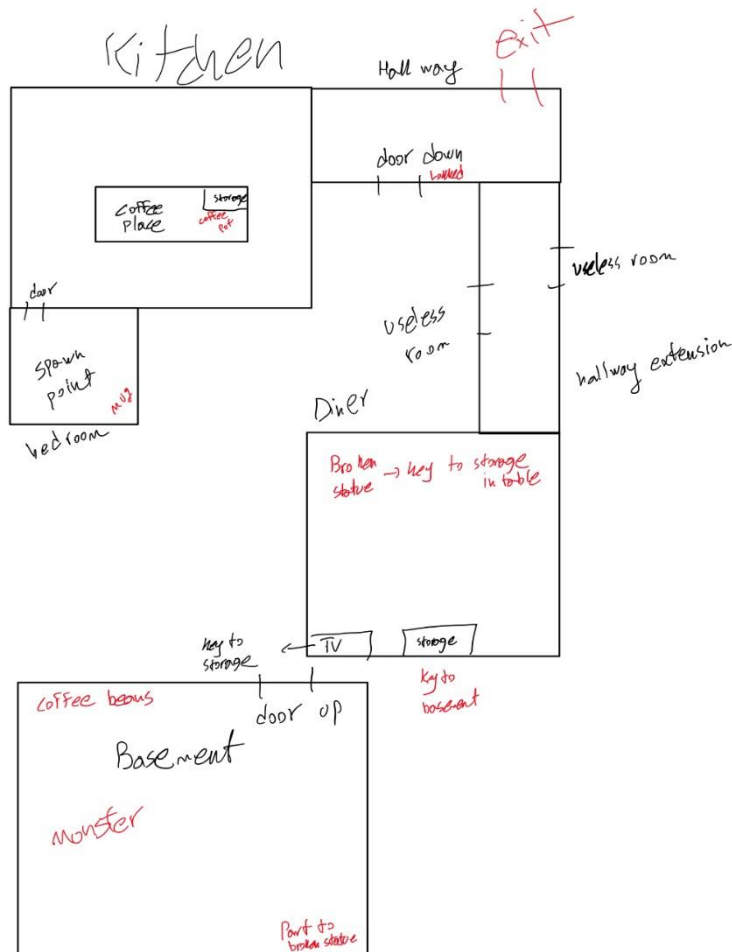 Kitchen
Hall way
Exit
door down
Locked
Coffee
place
storage
coffee
pot
door
spawn
point
mug
bedroom
useless room
useless
room
hallway extension
Diner
Broken
statue → key to storage
in table
key to
storage
TV
storage
key to
basement
coffee beans
door up
Basement
Monster
Part to
broken statue